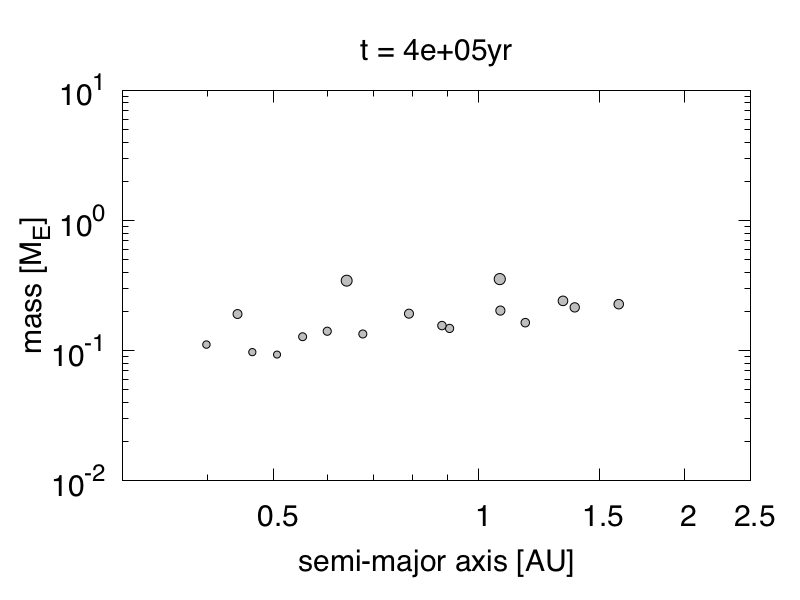 t = 4e+05yr
10^1
10^0
10^-1
10^-2
mass [M_E]
0.5 1 1.5 2 2.5
semi-major axis [AU]